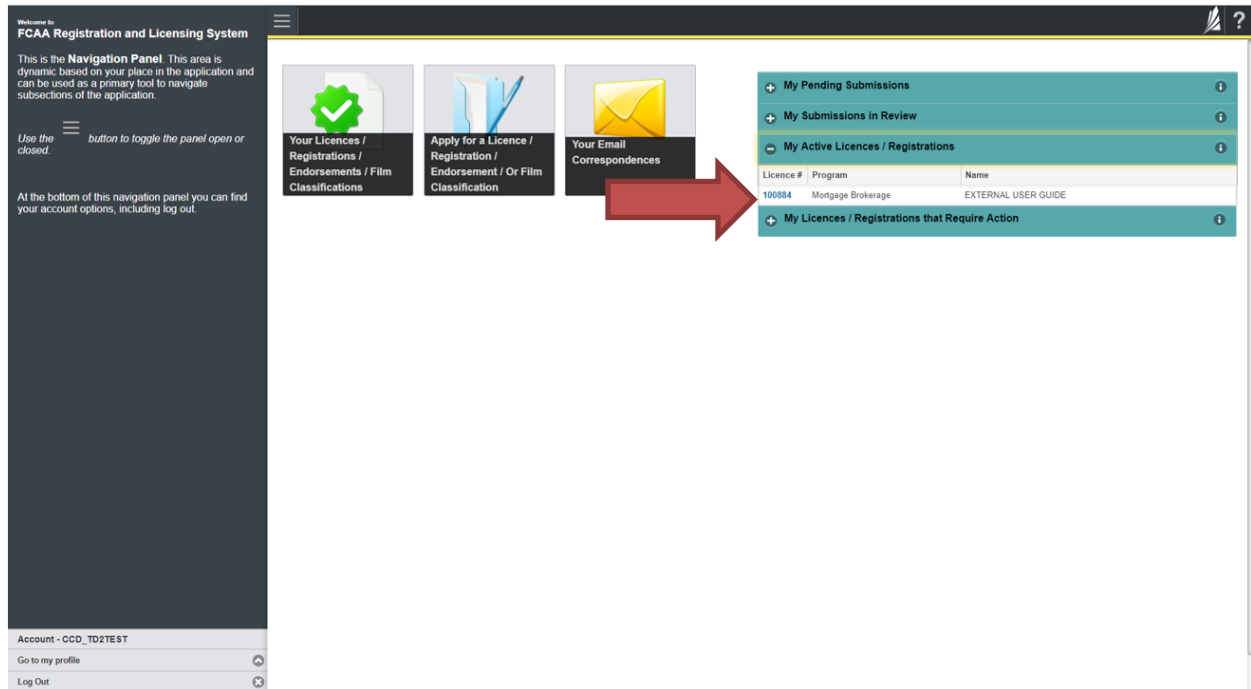 Welcome to
FCAA Registration and Licensing System
This is the Navigation Panel. This area is
dynamic based on your place in the application and
can be used as a primary tool to navigate
subsections of the application.
Use the button to toggle the panel open or
closed.
At the bottom of this navigation panel you can find
your account options, including log out.
Account - CCD_TD2TEST
Go to my profile
Log Out
?
Your Licences /
Registrations /
Endorsements / Film
Classifications
Apply for a Licence /
Registration /
Endorsement / Or Film
Classification
Your Email
Correspondences
My Pending Submissions
My Submissions in Review
My Active Licences / Registrations
Licence # Program Name
100884 Mortgage Brokerage EXTERNAL USER GUIDE
My Licences / Registrations that Require Action